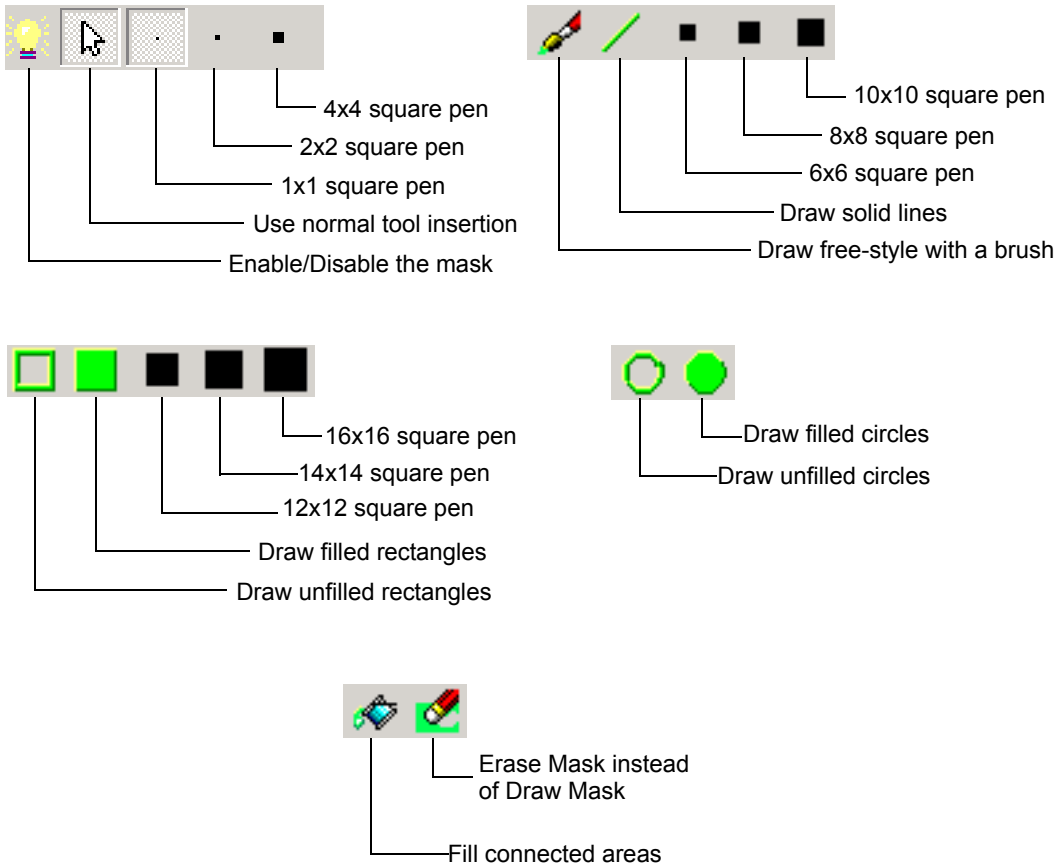 4x4 square pen
2x2 square pen
1x1 square pen
Use normal tool insertion
Enable/Disable the mask
10x10 square pen
8x8 square pen
6x6 square pen
Draw solid lines
Draw free-style with a brush
16x16 square pen
14x14 square pen
12x12 square pen
Draw filled rectangles
Draw unfilled rectangles
Draw filled circles
Draw unfilled circles
Erase Mask instead
of Draw Mask
Fill connected areas